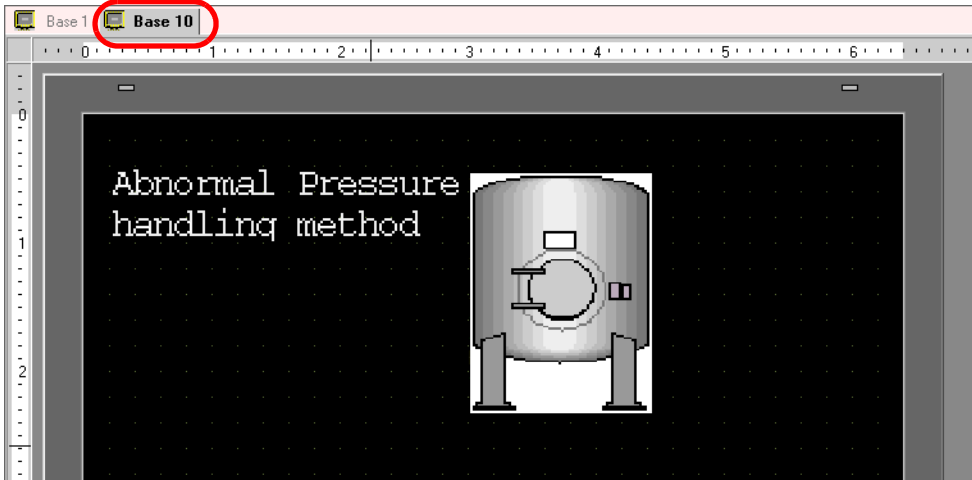 Base 1 Base 10
0 1 2 3 4 5 6
0
Abnormal Pressure
handling method
1
2